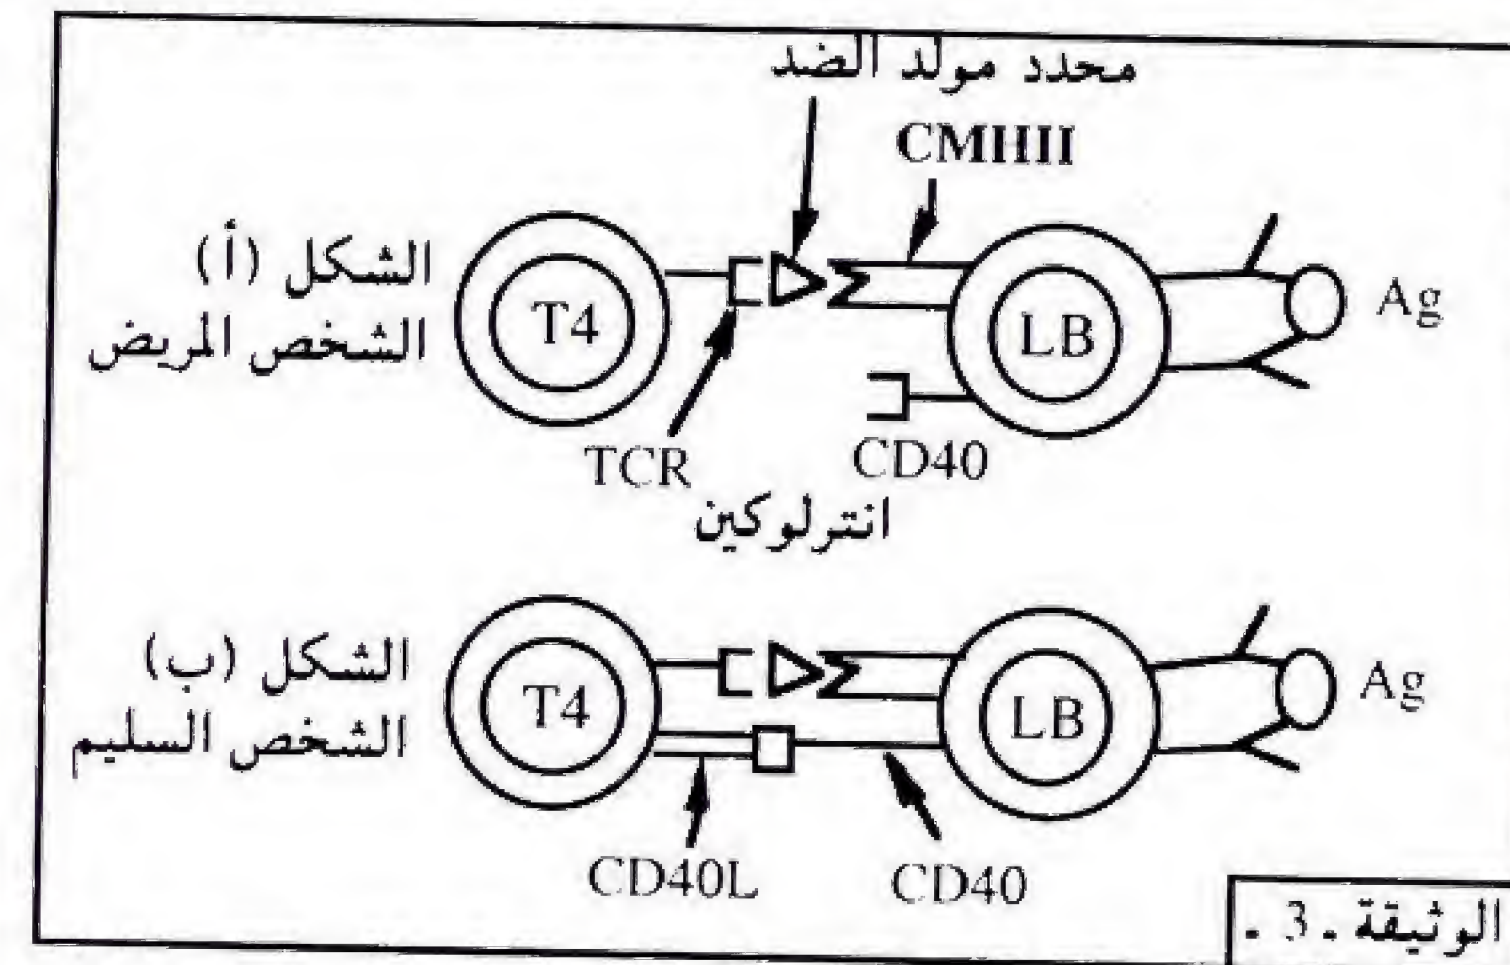 محدد مولد الضد
CMHII
الشكل (أ)
الشخص المريض
T4
LB
Ag
TCR
CD40
انترلوكين
الشكل (ب)
الشخص السليم
T4
LB
Ag
CD40L
CD40
الوثيقة - 3 -